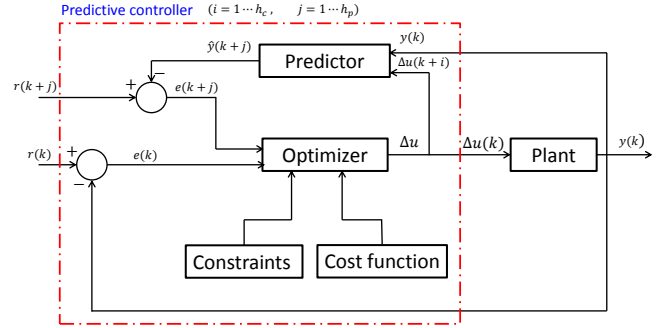 Predictive controller (i = 1 ⋯ h_c , j = 1 ⋯ h_p)
y(k)
ŷ(k + j)
Predictor
Δu(k + i)
r(k + j)
+
−
e(k + j)
r(k)
+
−
e(k)
Optimizer
Δu
Δu(k)
Plant
y(k)
Constraints
Cost function